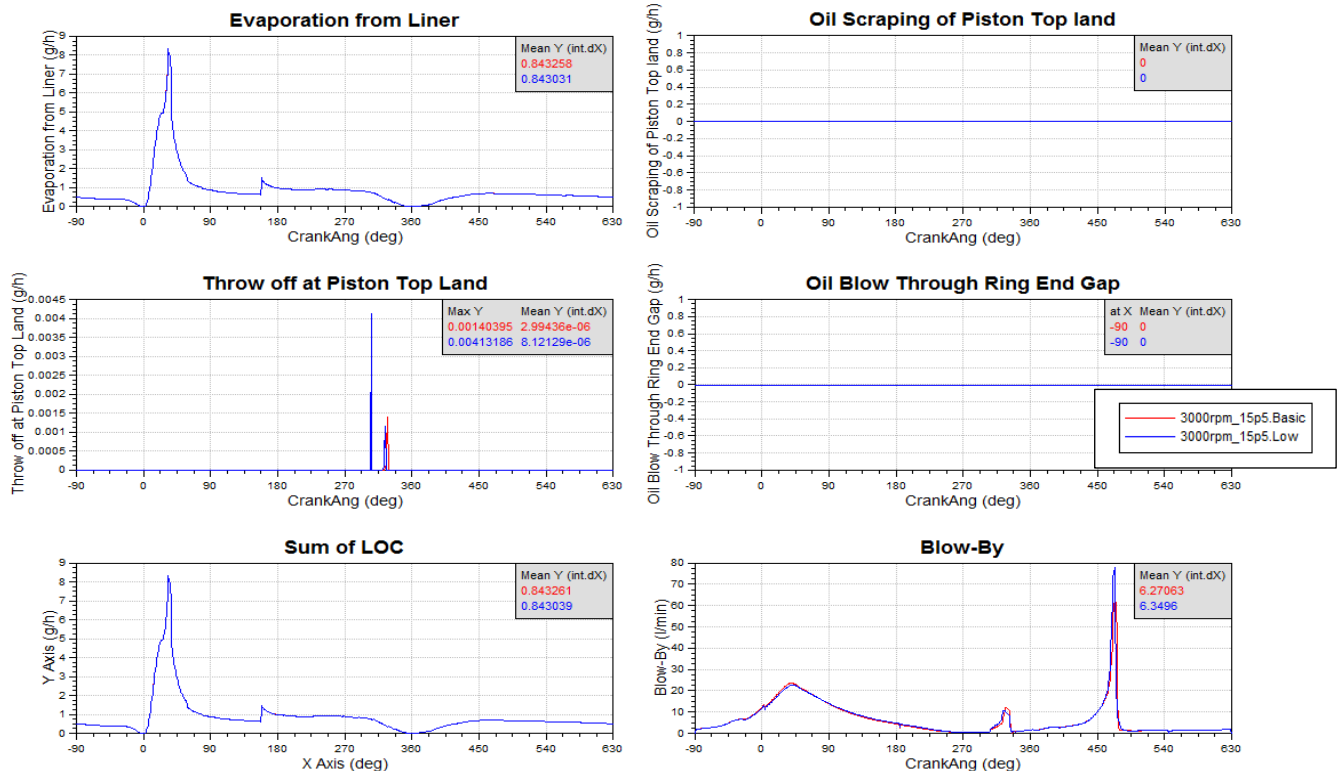 Evaporation from Liner
Evaporation from Liner (g/h)
9
8
7
6
5
4
3
2
1
0
Mean Y (int.dX)
0.843258
0.843031
-90 0 90 180 270 360 450 540 630
CrankAng (deg)
Oil Scraping of Piston Top land
Oil Scraping of Piston Top land (g/h)
1
0.8
0.6
0.4
0.2
0
-0.2
-0.4
-0.6
-0.8
-1
Mean Y (int.dX)
0
0
-90 0 90 180 270 360 450 540 630
CrankAng (deg)
Throw off at Piston Top Land
Throw off at Piston Top Land (g/h)
0.0045
0.004
0.0035
0.003
0.0025
0.002
0.0015
0.001
0.0005
0
Max Y Mean Y (int.dX)
0.00140395 2.99436e-06
0.00413186 8.12129e-06
-90 0 90 180 270 360 450 540 630
CrankAng (deg)
Oil Blow Through Ring End Gap
Oil Blow Through Ring End Gap (g/h)
1
0.8
0.6
0.4
0.2
0
-0.2
-0.4
-0.6
-0.8
-1
at X Mean Y (int.dX)
-90 0
-90 0
3000rpm_15p5.Basic
3000rpm_15p5.Low
-90 0 90 180 270 360 450 540 630
CrankAng (deg)
Sum of LOC
Y Axis (g/h)
9
8
7
6
5
4
3
2
1
0
Mean Y (int.dX)
0.843261
0.843039
-90 0 90 180 270 360 450 540 630
X Axis (deg)
Blow-By
Blow-By (l/min)
80
70
60
50
40
30
20
10
0
Mean Y (int.dX)
6.27063
6.3496
-90 0 90 180 270 360 450 540 630
CrankAng (deg)